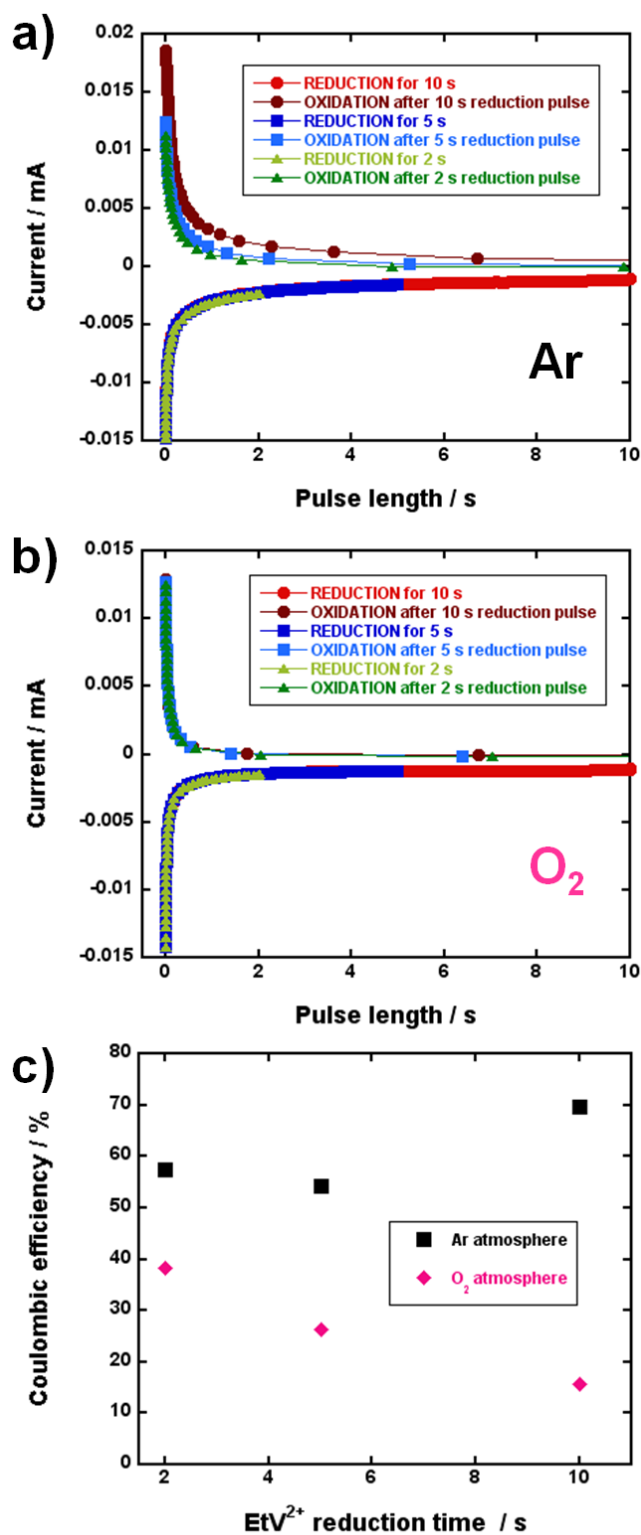 a)
0.02
0.015
0.01
0.005
0
-0.005
-0.01
-0.015
Current / mA
REDUCTION for 10 s
OXIDATION after 10 s reduction pulse
REDUCTION for 5 s
OXIDATION after 5 s reduction pulse
REDUCTION for 2 s
OXIDATION after 2 s reduction pulse
Ar
0 2 4 6 8 10
Pulse length / s
b)
0.015
0.01
0.005
0
-0.005
-0.01
-0.015
Current / mA
REDUCTION for 10 s
OXIDATION after 10 s reduction pulse
REDUCTION for 5 s
OXIDATION after 5 s reduction pulse
REDUCTION for 2 s
OXIDATION after 2 s reduction pulse
O₂
0 2 4 6 8 10
Pulse length / s
c)
80
70
60
50
40
30
20
10
0
Coulombic efficiency / %
Ar atmosphere
O₂ atmosphere
2 4 6 8 10
EtV²⁺ reduction time / s